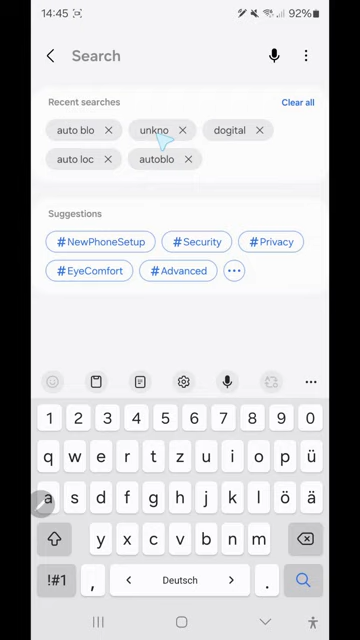 14:45 92%
Search
Recent searches Clear all
auto blo unkno dogital
auto loc autoblo
Suggestions
#NewPhoneSetup #Security #Privacy
#EyeComfort #Advanced
1 2 3 4 5 6 7 8 9 0
q w e r t z u i o p ü
a s d f g h j k l ö ä
y x c v b n m
!#1 , < Deutsch > .